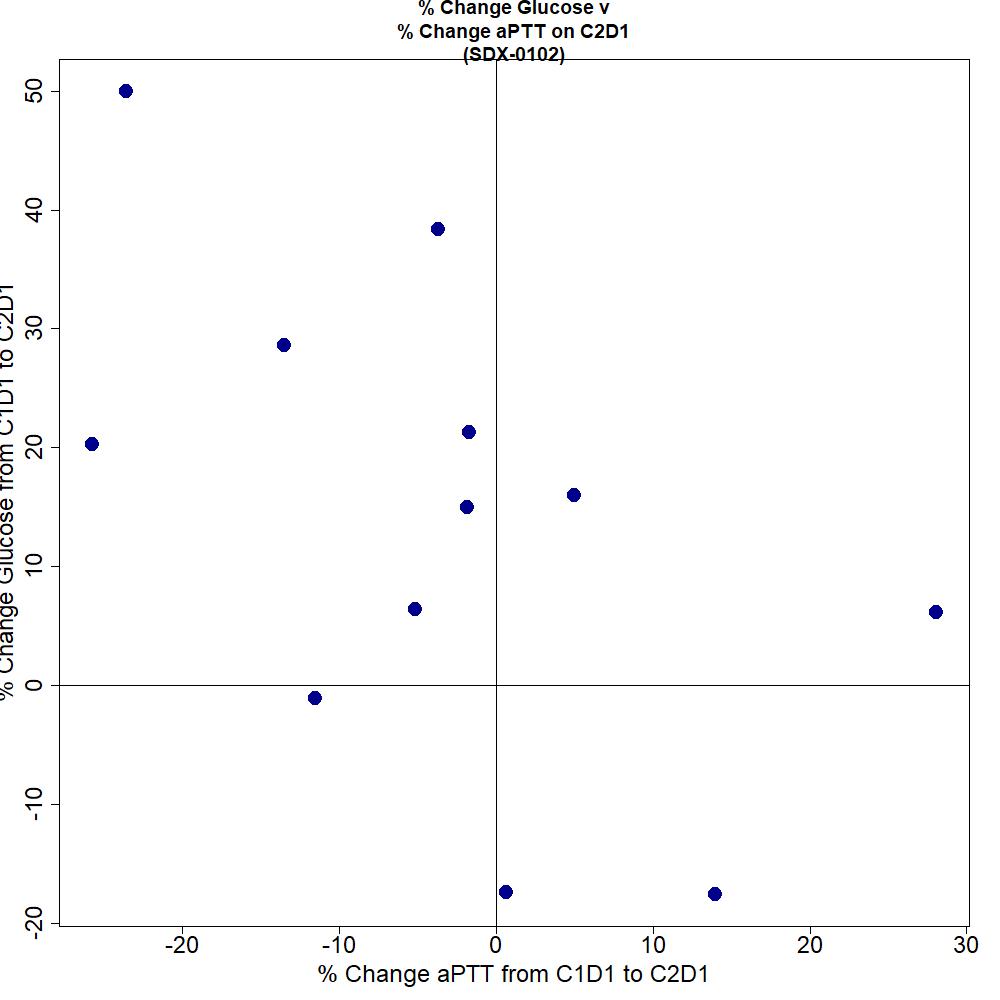 % Change Glucose v
% Change aPTT on C2D1
(SDX-0102)
% Change Glucose from C1D1 to C2D1
50
40
30
20
10
0
-10
-20
-20
-10
0
10
20
30
% Change aPTT from C1D1 to C2D1